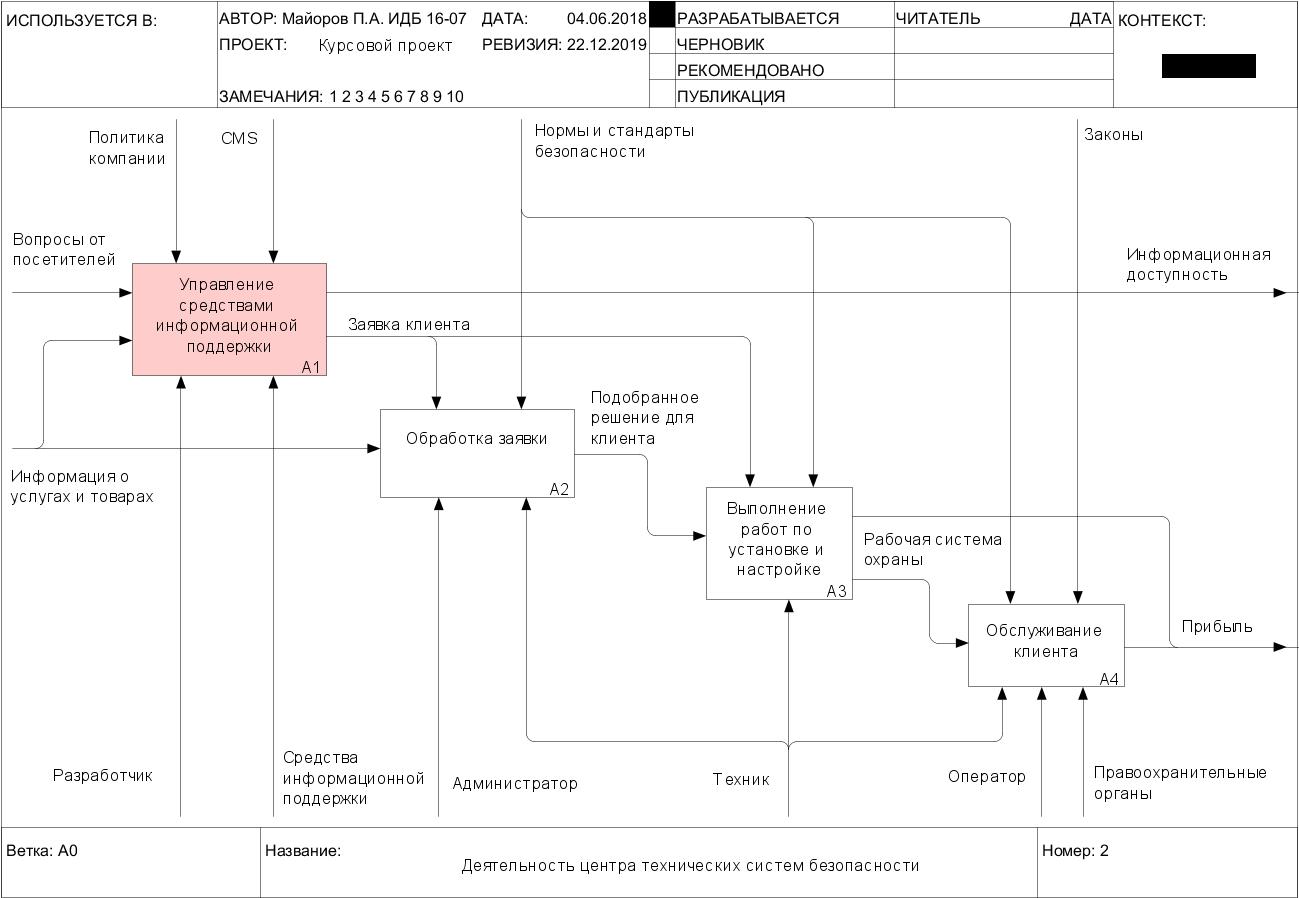 ИСПОЛЬЗУЕТСЯ В:
АВТОР: Майоров П.А. ИДБ 16-07
ДАТА: 04.06.2018
ПРОЕКТ: Курсовой проект
РЕВИЗИЯ: 22.12.2019
ЗАМЕЧАНИЯ: 1 2 3 4 5 6 7 8 9 10
РАЗРАБАТЫВАЕТСЯ
ЧЕРНОВИК
РЕКОМЕНДОВАНО
ПУБЛИКАЦИЯ
ЧИТАТЕЛЬ
ДАТА
КОНТЕКСТ:
Политика
компании
CMS
Нормы и стандарты
безопасности
Законы
Вопросы от
посетителей
Информационная
доступность
Управление
средствами
информационной
поддержки
A1
Заявка клиента
Подобранное
решение для
клиента
Обработка заявки
A2
Информация о
услугах и товарах
Выполнение
работ по
установке и
настройке
A3
Рабочая система
охраны
Обслуживание
клиента
A4
Прибыль
Разработчик
Средства
информационной
поддержки
Администратор
Техник
Оператор
Правоохранительные
органы
Ветка: A0
Название:
Деятельность центра технических систем безопасности
Номер: 2